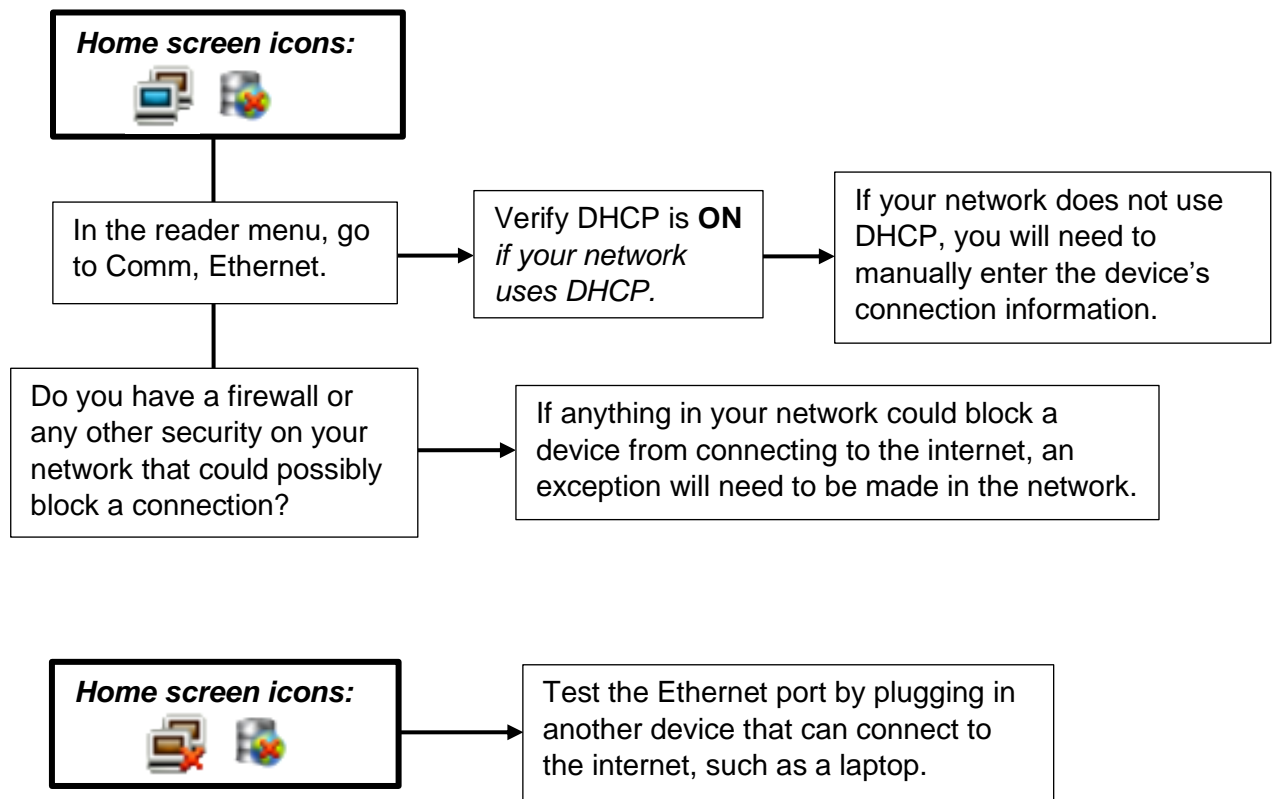 Home screen icons:
In the reader menu, go
to Comm, Ethernet.
Verify DHCP is ON
if your network
uses DHCP.
If your network does not use
DHCP, you will need to
manually enter the device’s
connection information.
Do you have a firewall or
any other security on your
network that could possibly
block a connection?
If anything in your network could block a
device from connecting to the internet, an
exception will need to be made in the network.
Home screen icons:
Test the Ethernet port by plugging in
another device that can connect to
the internet, such as a laptop.